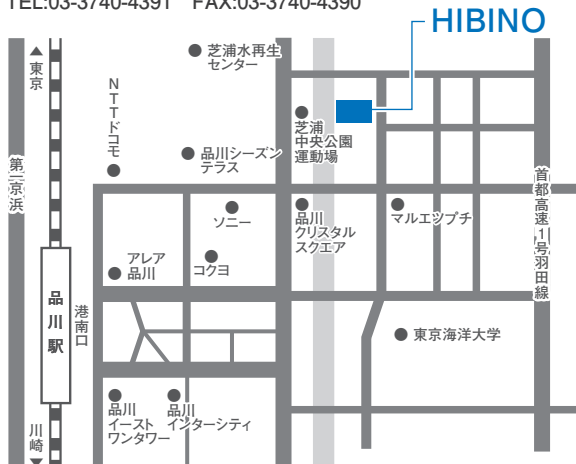 TEL:03-3740-4391 FAX:03-3740-4390
HIBINO
▲
東京
芝浦水再生
センター
NTTドコモ
芝浦
中央公園
運動場
品川シーズン
テラス
第一京浜
首都高速1号羽田線
ソニー
品川
クリスタル
スクエア
マルエツプチ
アレア
品川
コクヨ
品川駅
港南口
東京海洋大学
品川
イースト
ワンタワー
品川
インターシティ
川崎
▼